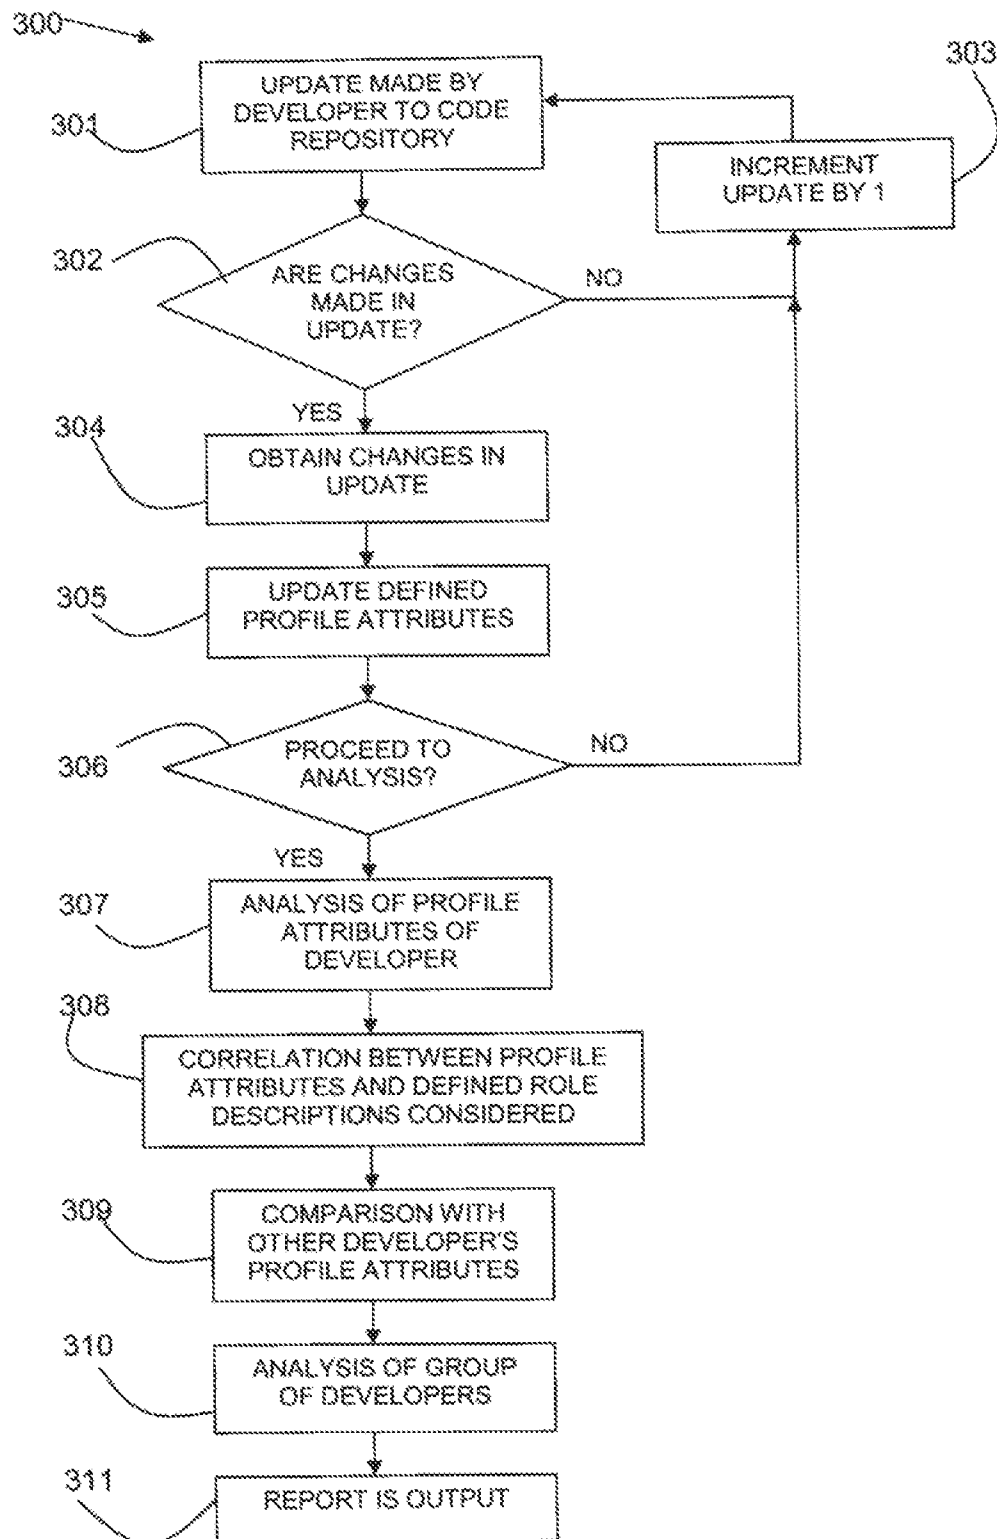 300
303
UPDATE MADE BY
DEVELOPER TO CODE
REPOSITORY
301
INCREMENT
UPDATE BY 1
302
ARE CHANGES
MADE IN
UPDATE?
NO
YES
304
OBTAIN CHANGES IN
UPDATE
305
UPDATE DEFINED
PROFILE ATTRIBUTES
306
PROCEED TO
ANALYSIS?
NO
YES
307
ANALYSIS OF PROFILE
ATTRIBUTES OF
DEVELOPER
308
CORRELATION BETWEEN PROFILE
ATTRIBUTES AND DEFINED ROLE
DESCRIPTIONS CONSIDERED
309
COMPARISON WITH
OTHER DEVELOPER'S
PROFILE ATTRIBUTES
310
ANALYSIS OF GROUP
OF DEVELOPERS
311
REPORT IS OUTPUT